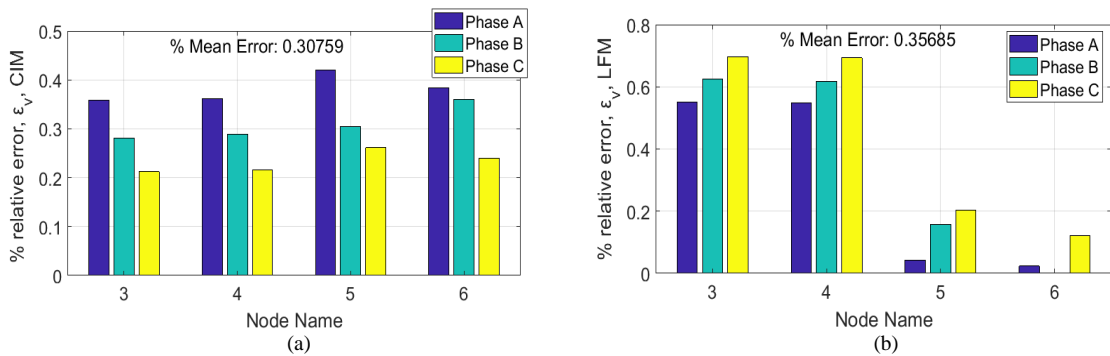 (a)
% Mean Error: 0.30759
Phase A
Phase B
Phase C
% relative error, εv, CIM
0.5
0.4
0.3
0.2
0.1
0
3 4 5 6
Node Name
(a)
% Mean Error: 0.35685
Phase A
Phase B
Phase C
% relative error, εv, LFM
0.8
0.6
0.4
0.2
0
3 4 5 6
Node Name
(b)